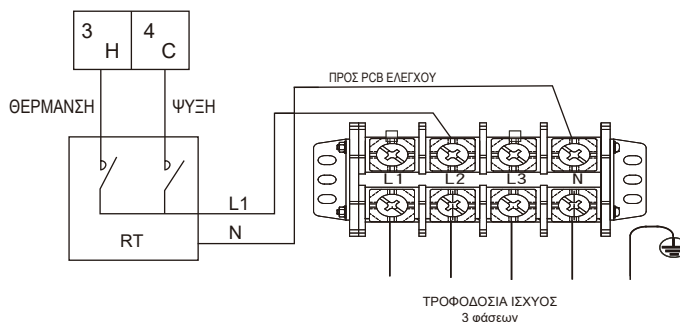 3 H 4 C
ΠΡΟΣ PCB ΕΛΕΓΧΟΥ
ΘΕΡΜΑΝΣΗ ΨΥΞΗ
L1 L2 L3 N
L1
N
RT
ΤΡΟΦΟΔΟΣΙΑ ΙΣΧΥΟΣ
3 φάσεων